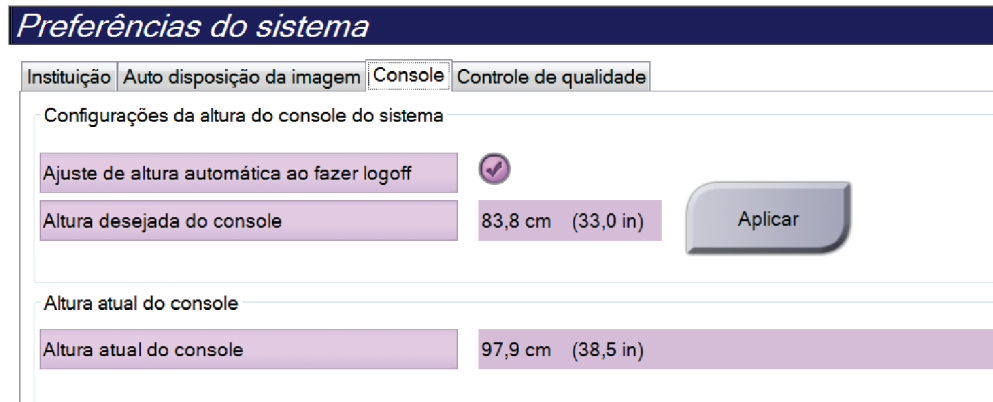 Preferências do sistema
Instituição Auto disposição da imagem Console Controle de qualidade
Configurações da altura do console do sistema
Ajuste de altura automática ao fazer logoff
Altura desejada do console 83,8 cm (33,0 in) Aplicar
Altura atual do console
Altura atual do console 97,9 cm (38,5 in)